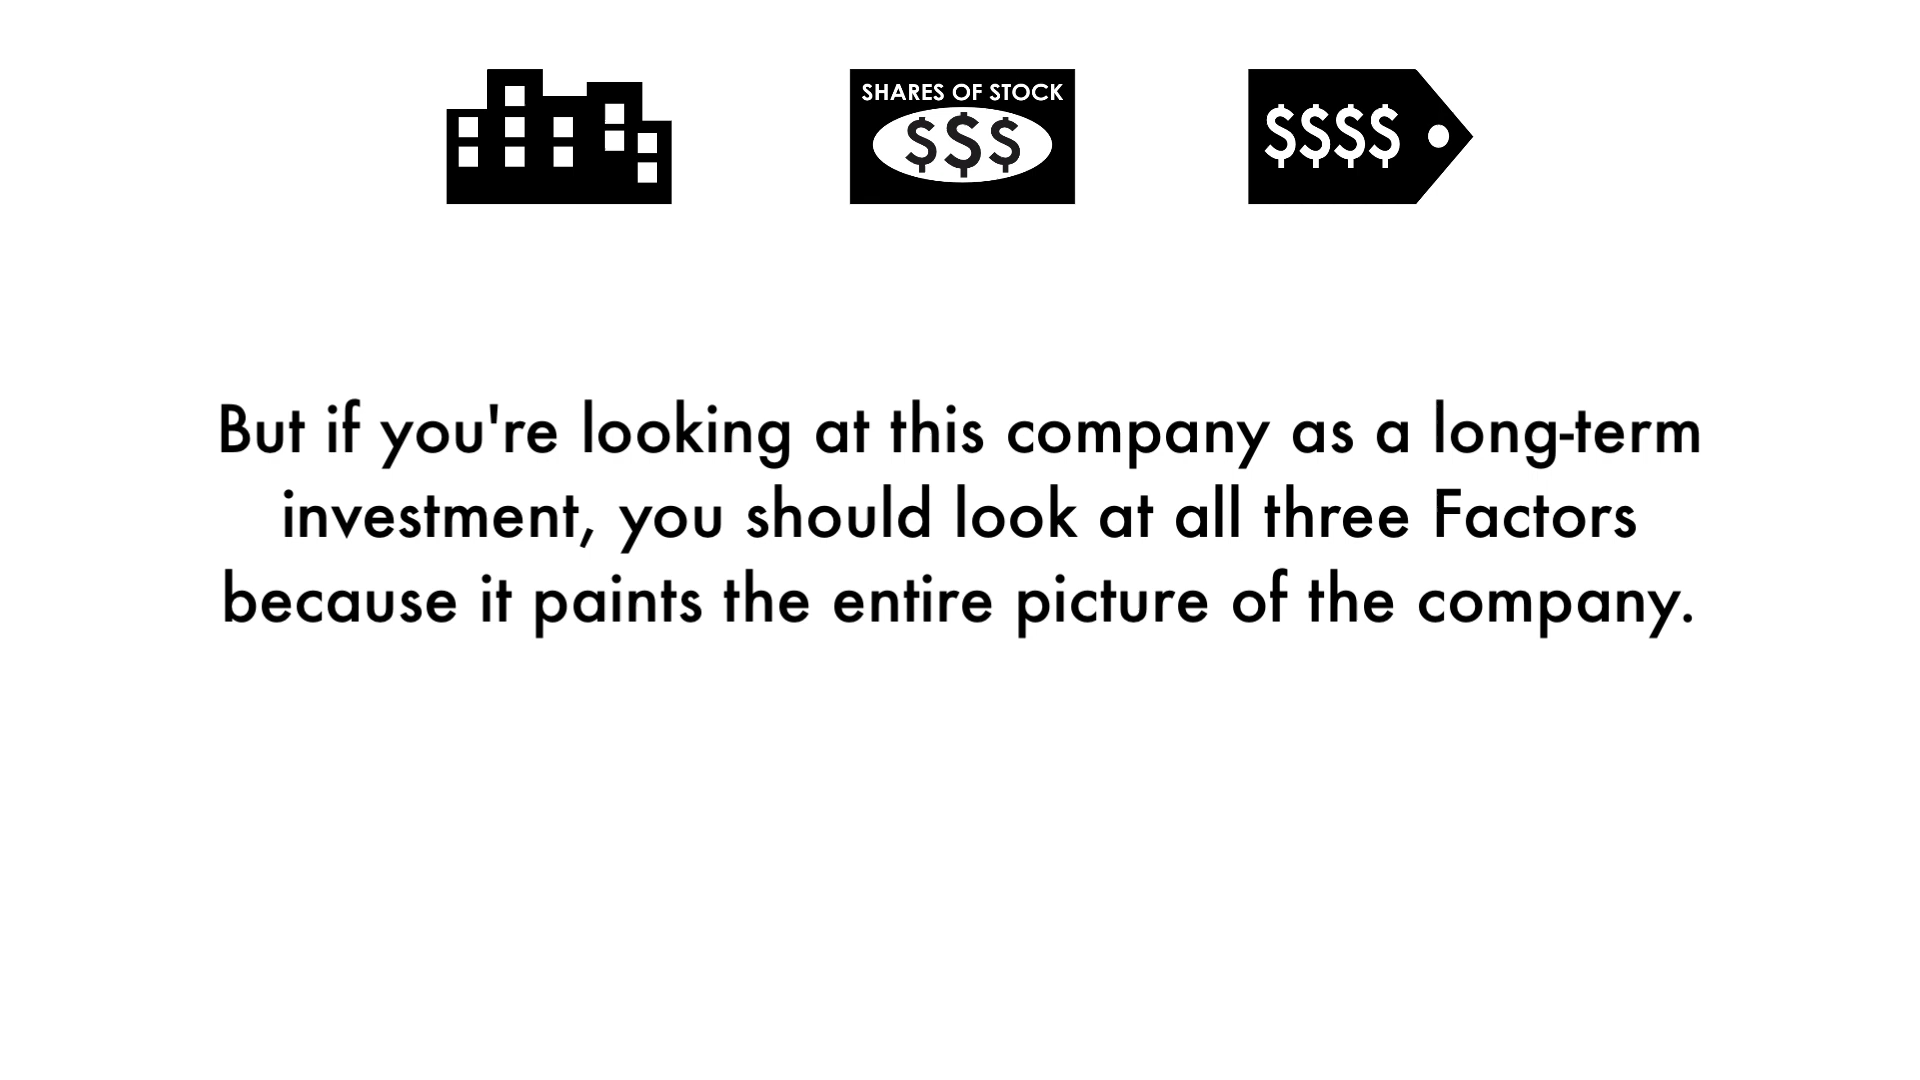 SHARES OF STOCK
$$$
$$$$
But if you're looking at this company as a long-term
investment, you should look at all three Factors
because it paints the entire picture of the company.